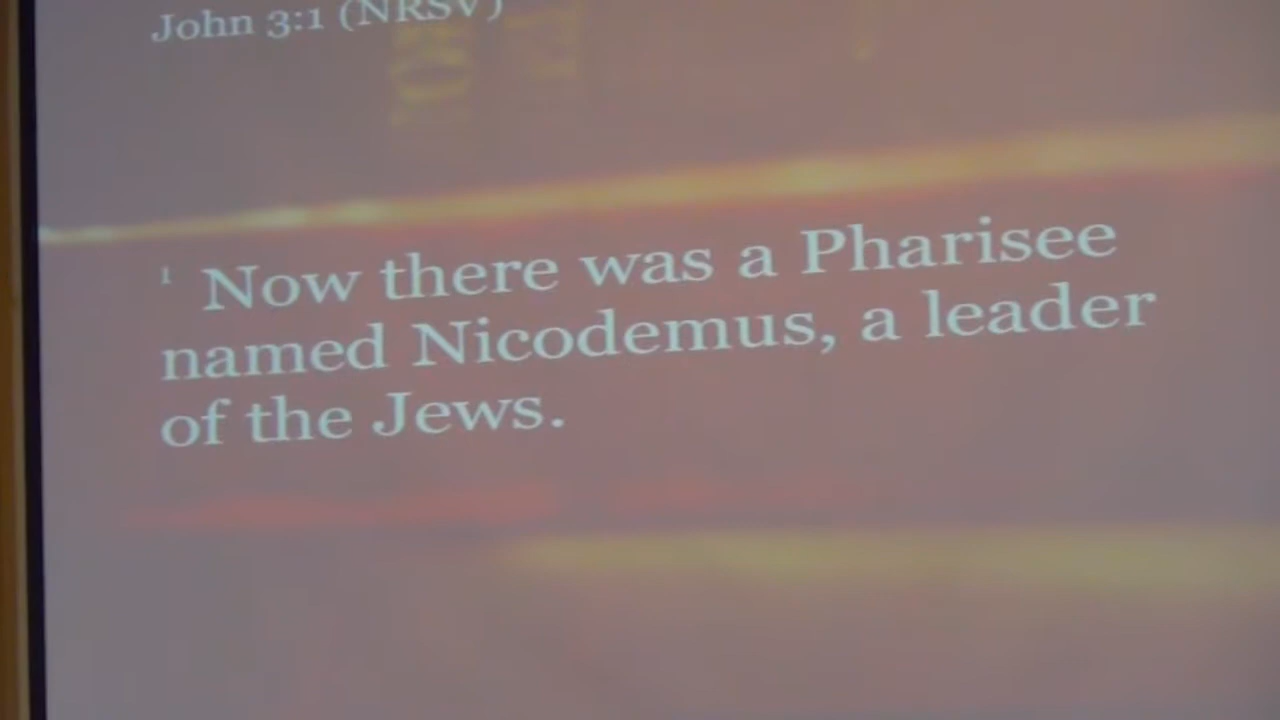 John 3:1 (NRSV)
1 Now there was a Pharisee
named Nicodemus, a leader
of the Jews.